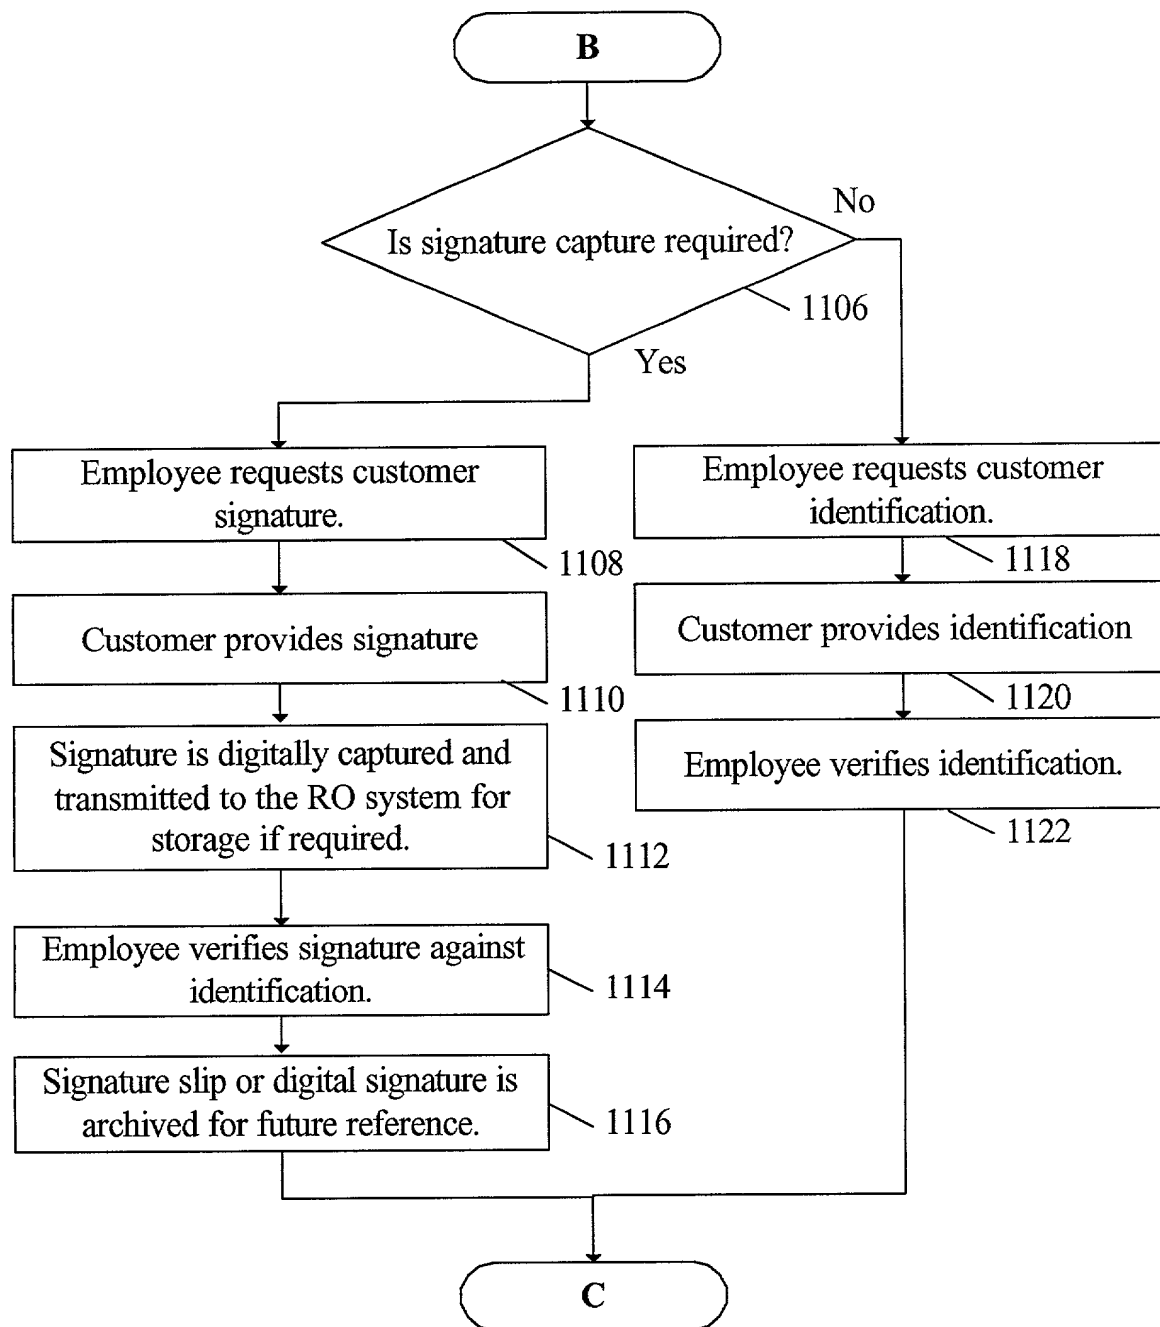 B
Is signature capture required?
No
1106
Yes
Employee requests customer
signature.
1108
Customer provides signature
1110
Signature is digitally captured and
transmitted to the RO system for
storage if required.
1112
Employee verifies signature against
identification.
1114
Signature slip or digital signature is
archived for future reference.
1116
Employee requests customer
identification.
1118
Customer provides identification
1120
Employee verifies identification.
1122
C